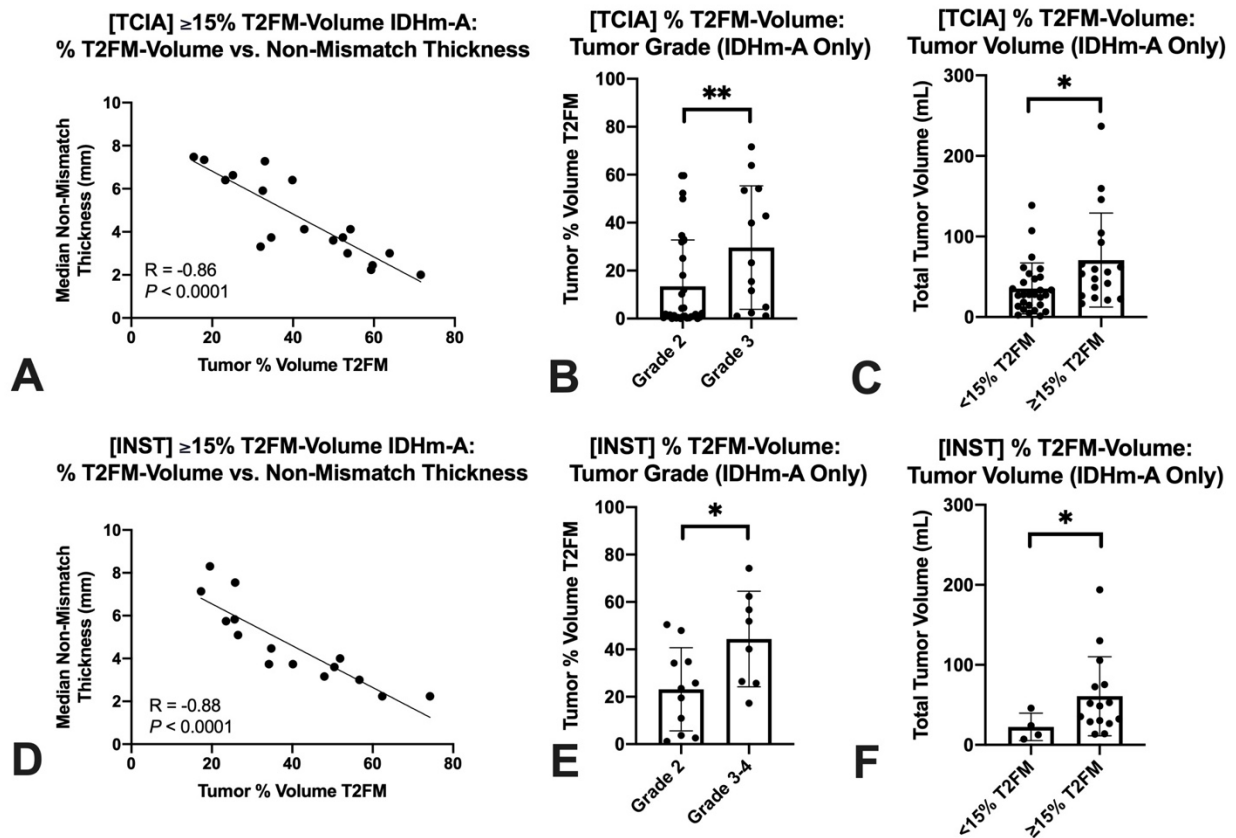 [TCIA] ≥15% T2FM-Volume IDHm-A:
% T2FM-Volume vs. Non-Mismatch Thickness
Median Non-Mismatch
Thickness (mm)
10
8
6
4
2
0
R = -0.86
P < 0.0001
0
20
40
60
80
Tumor % Volume T2FM
A
[TCIA] % T2FM-Volume:
Tumor Grade (IDHm-A Only)
Tumor % Volume T2FM
100
80
60
40
20
0
**
Grade 2
Grade 3
B
[TCIA] % T2FM-Volume:
Tumor Volume (IDHm-A Only)
Total Tumor Volume (mL)
300
200
100
0
*
<15% T2FM
≥15% T2FM
C
[INST] ≥15% T2FM-Volume IDHm-A:
% T2FM-Volume vs. Non-Mismatch Thickness
Median Non-Mismatch
Thickness (mm)
10
8
6
4
2
0
R = -0.88
P < 0.0001
0
20
40
60
80
Tumor % Volume T2FM
D
[INST] % T2FM-Volume:
Tumor Grade (IDHm-A Only)
Tumor % Volume T2FM
100
80
60
40
20
0
*
Grade 2
Grade 3-4
E
[INST] % T2FM-Volume:
Tumor Volume (IDHm-A Only)
Total Tumor Volume (mL)
300
200
100
0
*
<15% T2FM
≥15% T2FM
F